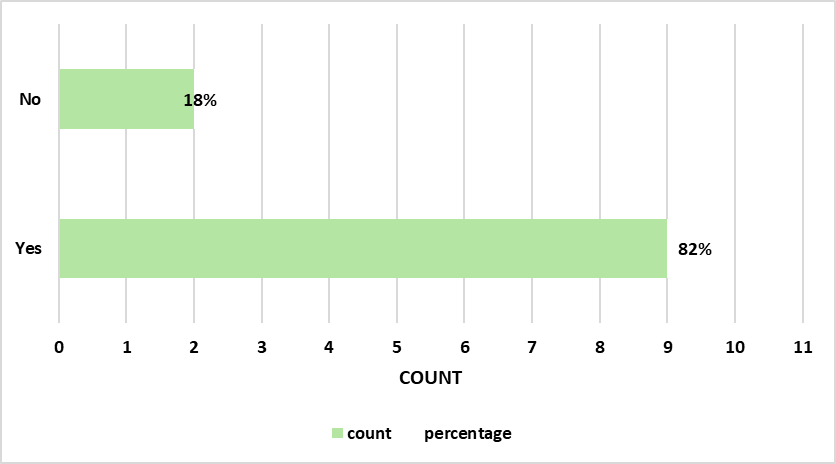 No 18%
Yes 82%
0 1 2 3 4 5 6 7 8 9 10 11
COUNT
count percentage